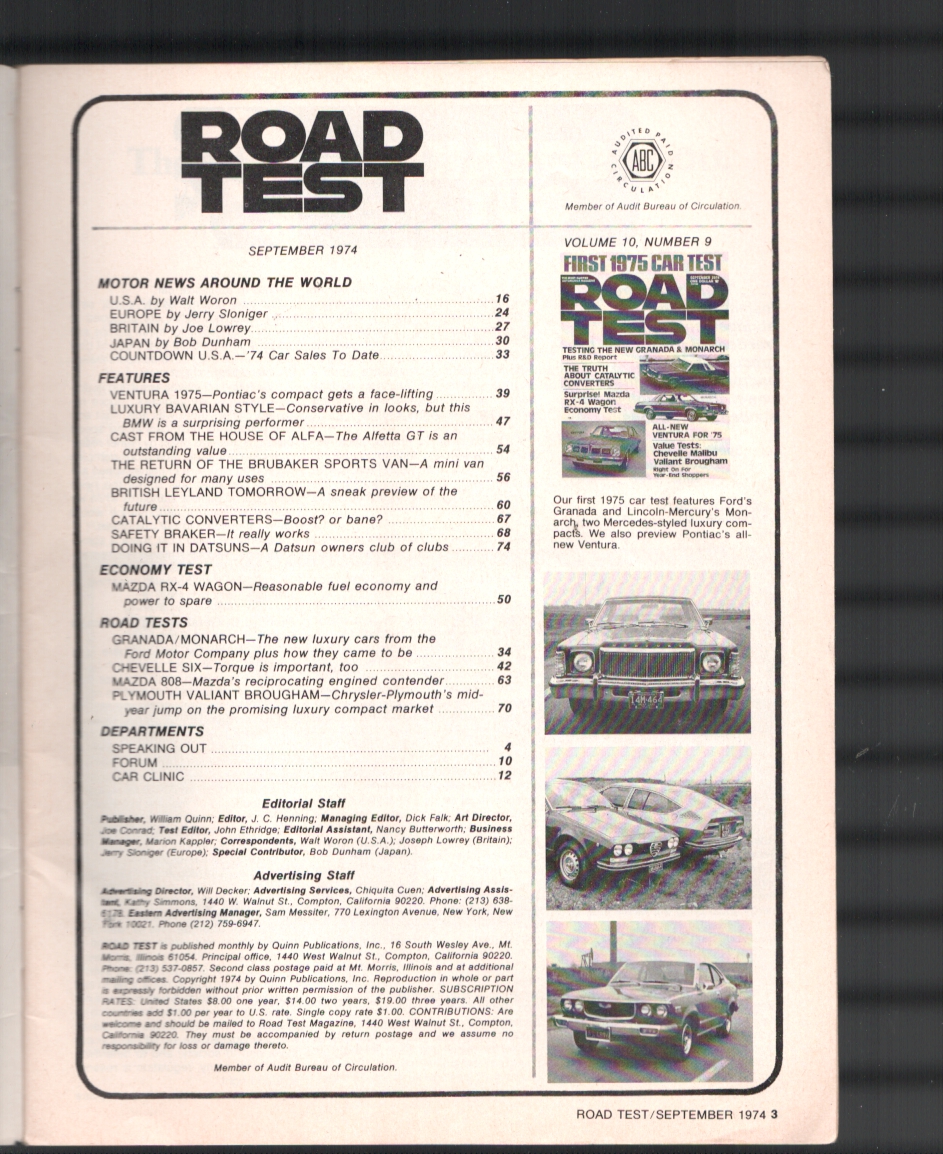 ROAD
TEST
SEPTEMBER 1974
MOTOR NEWS AROUND THE WORLD
U.S.A. by Walt Woron 16
EUROPE by Jerry Sloniger 24
BRITAIN by Joe Lowrey 27
JAPAN by Bob Dunham 30
COUNTDOWN U.S.A.—'74 Car Sales To Date 33
FEATURES
VENTURA 1975—Pontiac's compact gets a face-lifting 39
LUXURY BAVARIAN STYLE—Conservative in looks, but this
BMW is a surprising performer 47
CAST FROM THE HOUSE OF ALFA—The Alfetta GT is an
outstanding value 54
THE RETURN OF THE BRUBAKER SPORTS VAN—A mini van
designed for many uses 56
BRITISH LEYLAND TOMORROW—A sneak preview of the
future 60
CATALYTIC CONVERTERS—Boost? or bane? 67
SAFETY BRAKER—It really works 68
DOING IT IN DATSUNS—A Datsun owners club of clubs 74
ECONOMY TEST
MAZDA RX-4 WAGON—Reasonable fuel economy and
power to spare 50
ROAD TESTS
GRANADA/MONARCH—The new luxury cars from the
Ford Motor Company plus how they came to be 34
CHEVELLE SIX—Torque is important, too 42
MAZDA 808—Mazda's reciprocating engined contender 63
PLYMOUTH VALIANT BROUGHAM—Chrysler-Plymouth's mid-
year jump on the promising luxury compact market 70
DEPARTMENTS
SPEAKING OUT 4
FORUM 10
CAR CLINIC 12
Editorial Staff
Publisher, William Quinn; Editor, J. C. Henning; Managing Editor, Dick Falk; Art Director,
Joe Conrad; Test Editor, John Ethridge; Editorial Assistant, Nancy Butterworth; Business
Manager, Marion Kappler; Correspondents, Walt Woron (U.S.A.); Joseph Lowrey (Britain);
Jerry Sloniger (Europe); Special Contributor, Bob Dunham (Japan).
Advertising Staff
Advertising Director, Will Decker; Advertising Services, Chiquita Cuen; Advertising Assis-
tant, Kathy Simmons, 1440 W. Walnut St., Compton, California 90220. Phone: (213) 638-
Eastern Advertising Manager, Sam Messiter, 770 Lexington Avenue, New York, New
York 10021. Phone (212) 759-6947.
ROAD TEST is published monthly by Quinn Publications, Inc., 16 South Wesley Ave., Mt.
Morris, Illinois 61054. Principal office, 1440 West Walnut St., Compton, California 90220.
Phone: (213) 537-0857. Second class postage paid at Mt. Morris, Illinois and at additional
mailing offices. Copyright 1974 by Quinn Publications, Inc. Reproduction in whole or part
is expressly forbidden without prior written permission of the publisher. SUBSCRIPTION
RATES: United States $8.00 one year, $14.00 two years, $19.00 three years. All other
countries add $1.00 per year to U.S. rate. Single copy rate $1.00. CONTRIBUTIONS: Are
welcome and should be mailed to Road Test Magazine, 1440 West Walnut St., Compton,
California 90220. They must be accompanied by return postage and we assume no
responsibility for loss or damage thereto.
Member of Audit Bureau of Circulation.
AUDITED PAID
ABC
CIRCULATION
Member of Audit Bureau of Circulation.
VOLUME 10, NUMBER 9
FIRST 1975 CAR TEST
ROAD
TEST
TESTING THE NEW GRANADA & MONARCH
Plus R&D Report
THE TRUTH
ABOUT CATALYTIC
CONVERTERS
Surprise! Mazda
RX-4 Wagon
Economy Test
ALL-NEW
VENTURA FOR '75
Value Tests:
Chevelle Malibu
Valiant Brougham
Right On For
Year-End Shoppers
Our first 1975 car test features Ford's
Granada and Lincoln-Mercury's Mon-
arch, two Mercedes-styled luxury com-
pacts. We also preview Pontiac's all-
new Ventura.
ROAD TEST/SEPTEMBER 1974 3